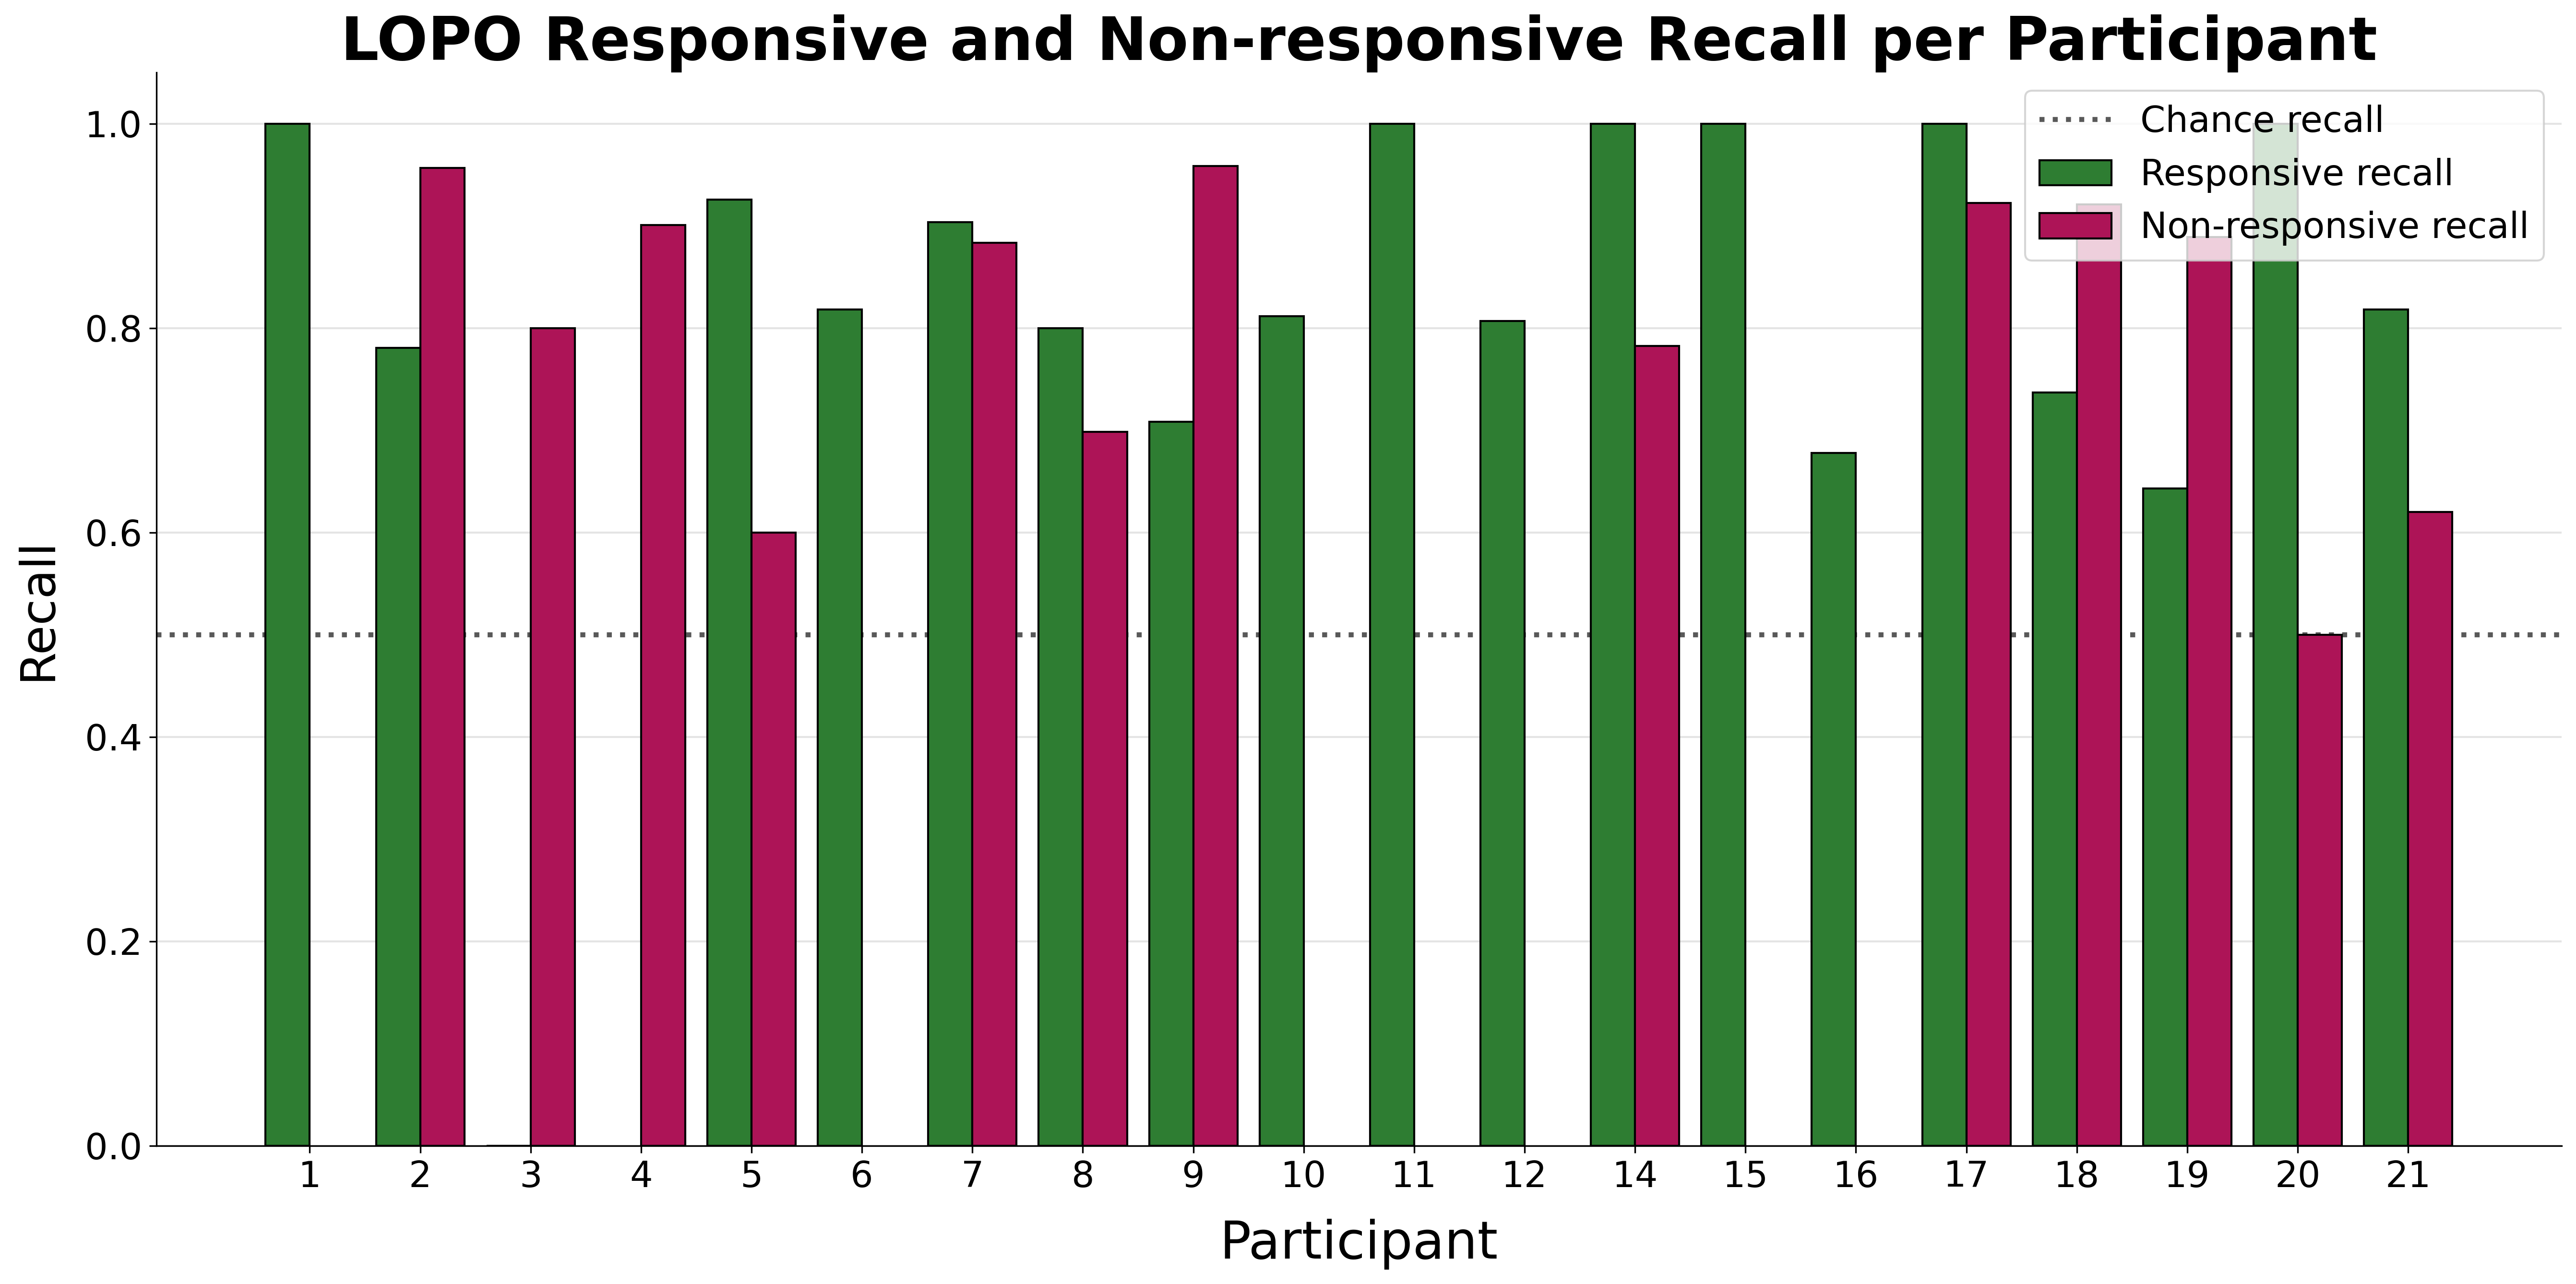 LOPO Responsive and Non-responsive Recall per Participant
Chance recall
Responsive recall
Non-responsive recall
1.0
0.8
0.6
0.4
0.2
0.0
Recall
1 2 3 4 5 6 7 8 9 10 11 12 14 15 16 17 18 19 20 21
Participant